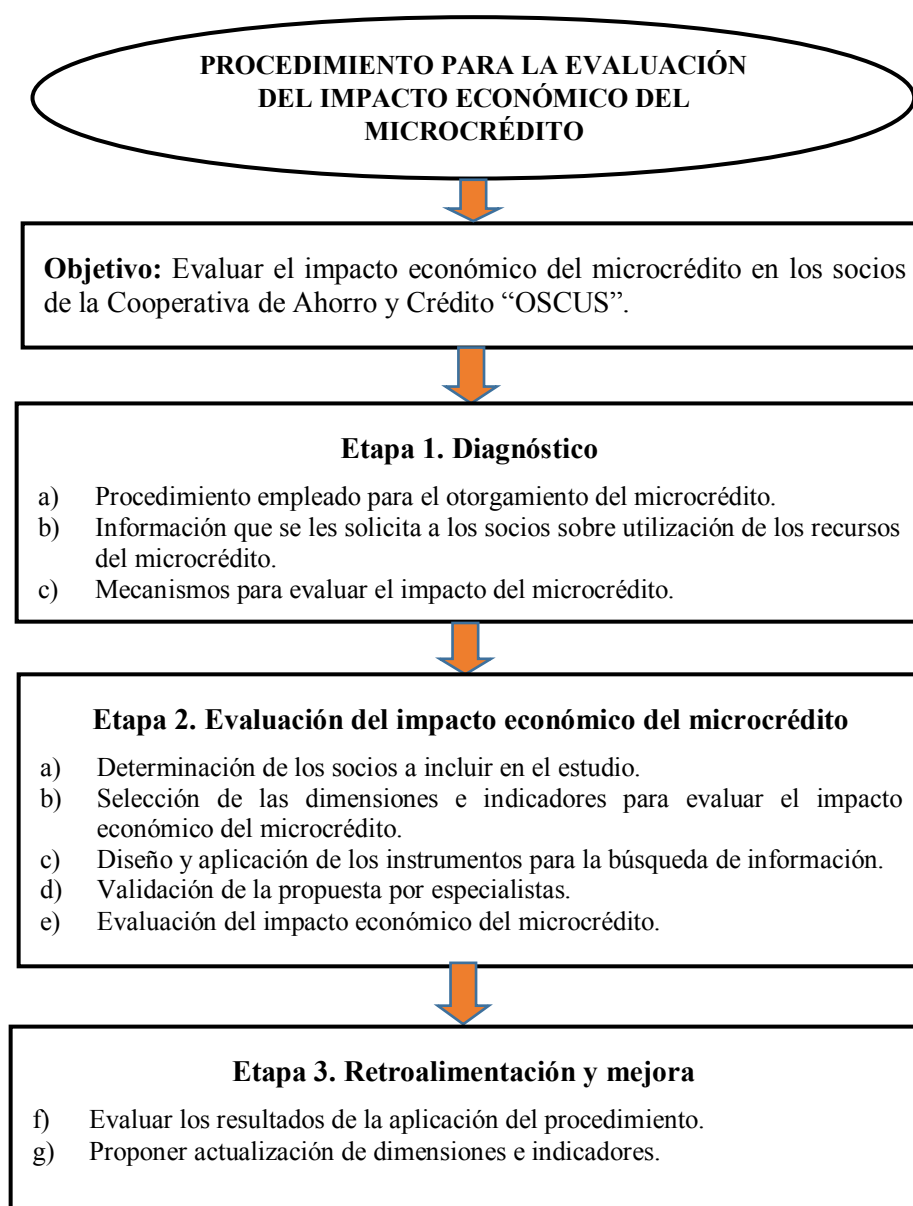 PROCEDIMIENTO PARA LA EVALUACIÓN
DEL IMPACTO ECONÓMICO DEL
MICROCRÉDITO
Objetivo: Evaluar el impacto económico del microcrédito en los socios
de la Cooperativa de Ahorro y Crédito “OSCUS”.
Etapa 1. Diagnóstico
a) Procedimiento empleado para el otorgamiento del microcrédito.
b) Información que se les solicita a los socios sobre utilización de los recursos
del microcrédito.
c) Mecanismos para evaluar el impacto del microcrédito.
Etapa 2. Evaluación del impacto económico del microcrédito
a) Determinación de los socios a incluir en el estudio.
b) Selección de las dimensiones e indicadores para evaluar el impacto
económico del microcrédito.
c) Diseño y aplicación de los instrumentos para la búsqueda de información.
d) Validación de la propuesta por especialistas.
e) Evaluación del impacto económico del microcrédito.
Etapa 3. Retroalimentación y mejora
f) Evaluar los resultados de la aplicación del procedimiento.
g) Proponer actualización de dimensiones e indicadores.